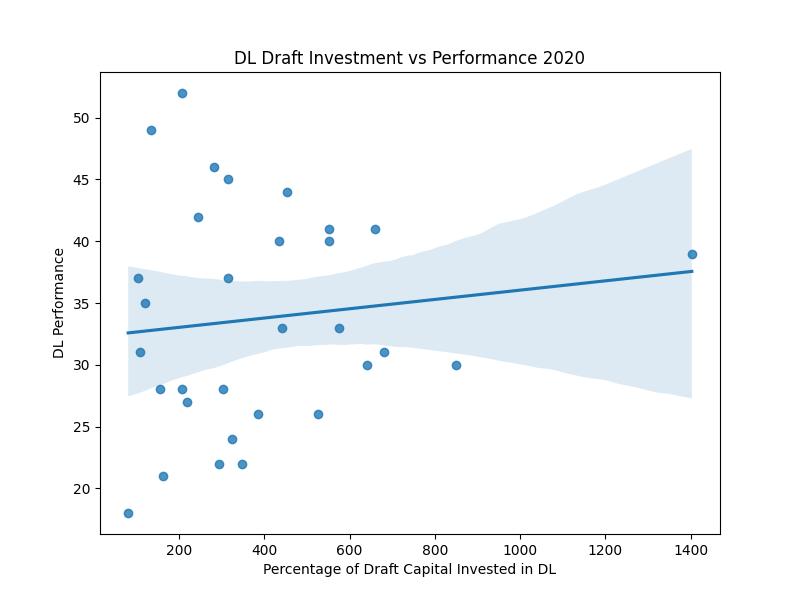 DL Draft Investment vs Performance 2020
50
45
40
35
30
25
20
DL Performance
200 400 600 800 1000 1200 1400
Percentage of Draft Capital Invested in DL